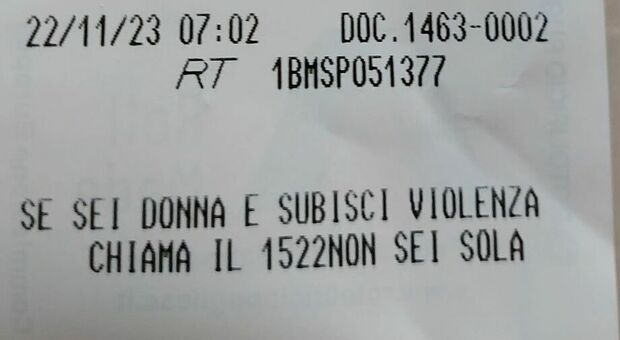 22/11/23 07:02 DOC.1463-0002
RT 1BMSP051377
SE SEI DONNA E SUBISCI VIOLENZA
CHIAMA IL 1522NON SEI SOLA